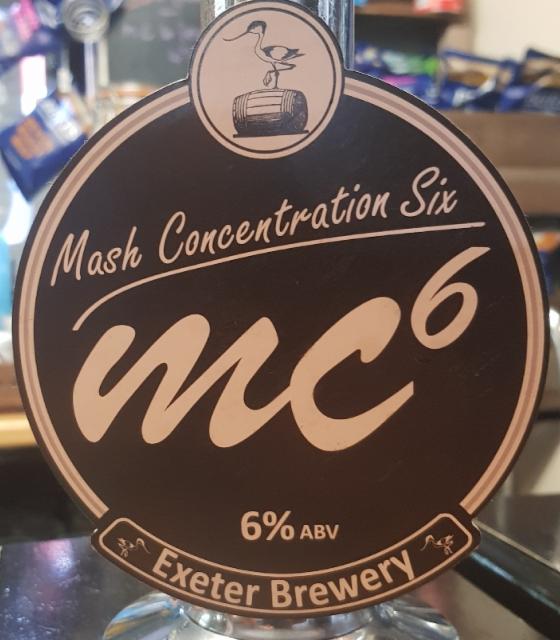 Mash Concentration Six
mc6
6% ABV
Exeter Brewery